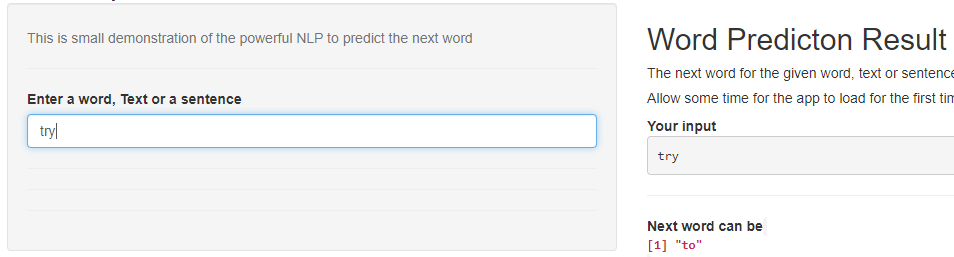 This is small demonstration of the powerful NLP to predict the next word
Enter a word, Text or a sentence
try
Word Predicton Result
The next word for the given word, text or sentence
Allow some time for the app to load for the first
Your input
try
Next word can be
[1] "to"